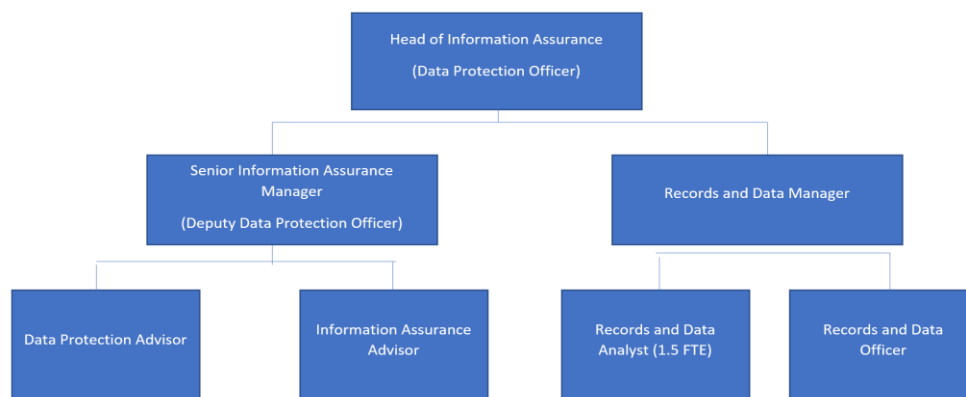 Head of Information Assurance
(Data Protection Officer)
Senior Information Assurance
Manager
(Deputy Data Protection Officer)
Records and Data Manager
Data Protection Advisor
Information Assurance
Advisor
Records and Data
Analyst (1.5 FTE)
Records and Data
Officer